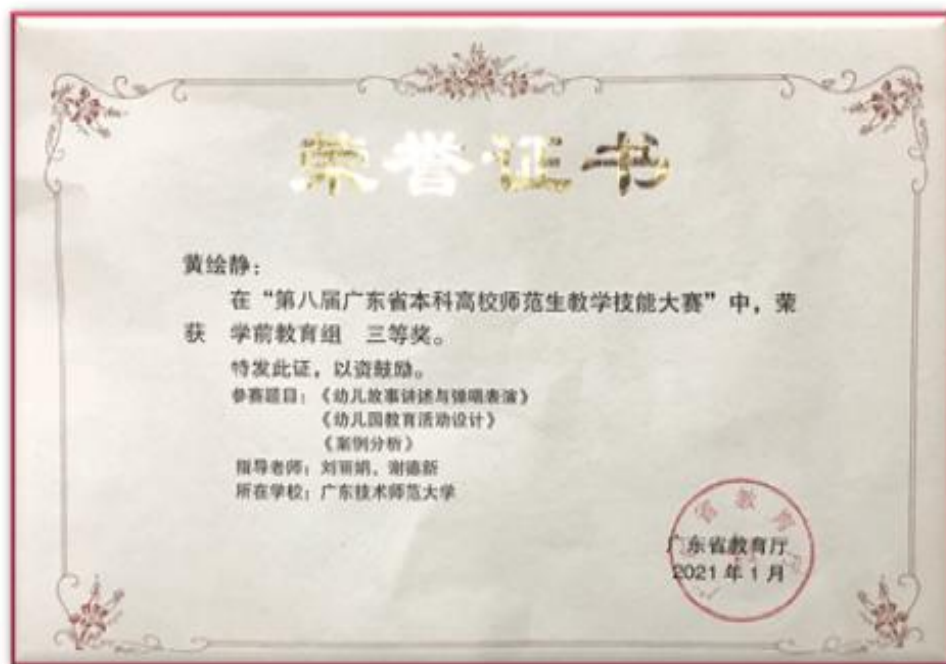 荣誉证书
黄绘静：
在“第八届广东省本科高校师范生教学技能大赛”中，荣
获 学前教育组 三等奖。
特发此证，以资鼓励。
参赛题目：《幼儿故事讲述与弹唱表演》
《幼儿园教育活动设计》
《案例分析》
指导老师：刘丽娟、谢德新
所在学校：广东技术师范大学
广东省教育厅
2021年1月